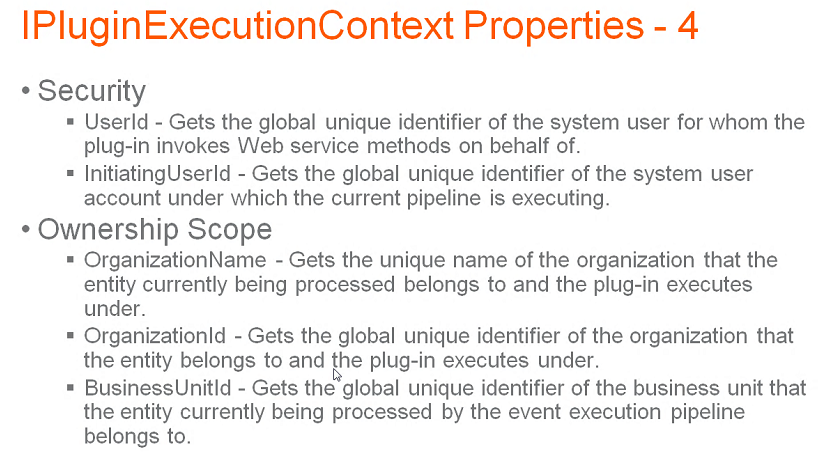 IPluginExecutionContext Properties - 4
• Security
▪ UserId - Gets the global unique identifier of the system user for whom the
plug-in invokes Web service methods on behalf of.
▪ InitiatingUserId - Gets the global unique identifier of the system user
account under which the current pipeline is executing.
• Ownership Scope
▪ OrganizationName - Gets the unique name of the organization that the
entity currently being processed belongs to and the plug-in executes
under.
▪ OrganizationId - Gets the global unique identifier of the organization that
the entity belongs to and the plug-in executes under.
▪ BusinessUnitId - Gets the global unique identifier of the business unit that
the entity currently being processed by the event execution pipeline
belongs to.